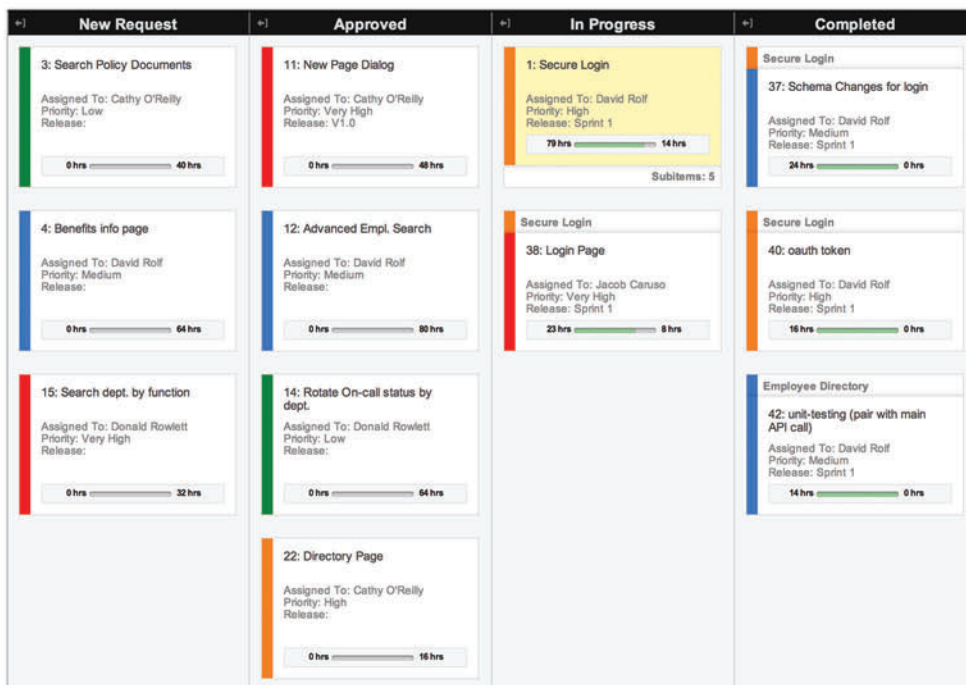 New Request
3: Search Policy Documents
Assigned To: Cathy O'Reilly
Priority: Low
Release:
0 hrs 40 hrs
4: Benefits info page
Assigned To: David Rolf
Priority: Medium
Release:
0 hrs 64 hrs
15: Search dept. by function
Assigned To: Donald Rowlett
Priority: Very High
Release:
0 hrs 32 hrs
Approved
11: New Page Dialog
Assigned To: Cathy O'Reilly
Priority: Very High
Release: V1.0
0 hrs 48 hrs
12: Advanced Empl. Search
Assigned To: David Rolf
Priority: Medium
Release:
0 hrs 80 hrs
14: Rotate On-call status by
dept.
Assigned To: Donald Rowlett
Priority: Low
Release:
0 hrs 64 hrs
22: Directory Page
Assigned To: Cathy O'Reilly
Priority: High
Release:
0 hrs 16 hrs
In Progress
1: Secure Login
Assigned To: David Rolf
Priority: High
Release: Sprint 1
79 hrs 14 hrs
Subitems: 5
Secure Login
38: Login Page
Assigned To: Jacob Caruso
Priority: Very High
Release: Sprint 1
23 hrs 8 hrs
Completed
Secure Login
37: Schema Changes for login
Assigned To: David Rolf
Priority: Medium
Release: Sprint 1
24 hrs 0 hrs
Secure Login
40: oauth token
Assigned To: David Rolf
Priority: High
Release: Sprint 1
16 hrs 0 hrs
Employee Directory
42: unit-testing (pair with main
API call)
Assigned To: David Rolf
Priority: Medium
Release: Sprint 1
14 hrs 0 hrs